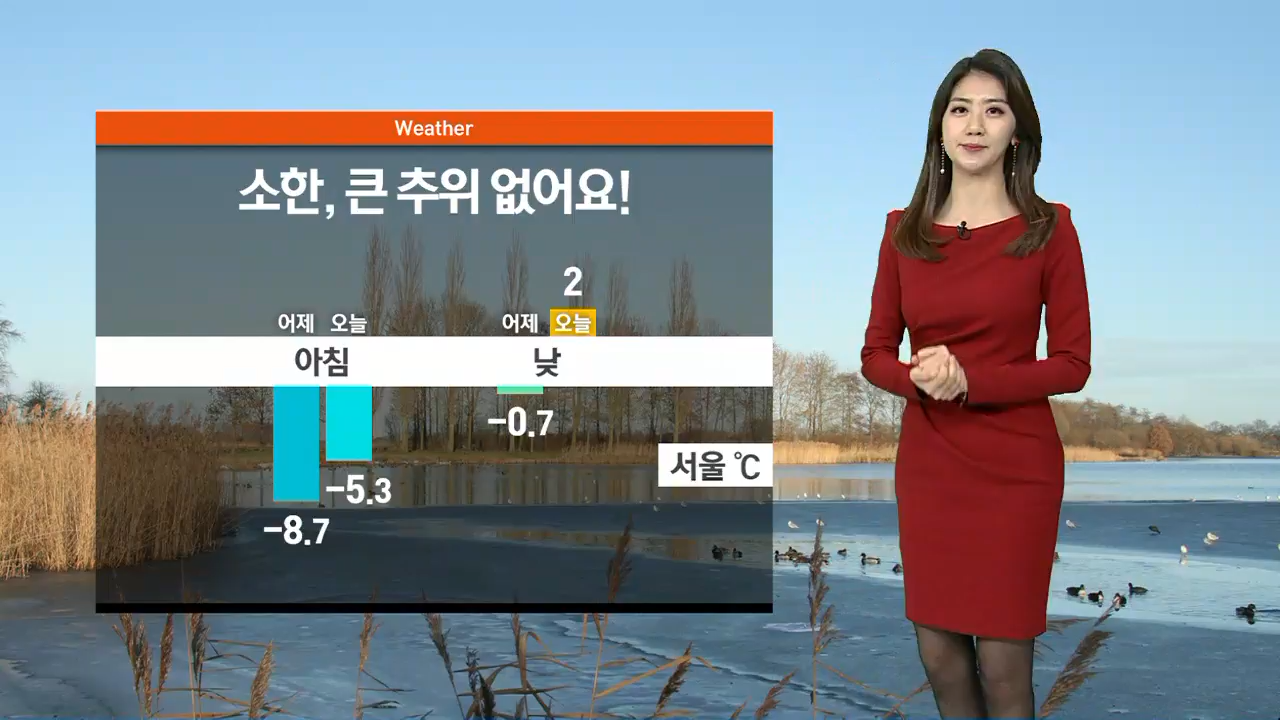 Weather
소한, 큰 추위 없어요!
2
어제 오늘 어제 오늘
아침 낮
-0.7
서울 ℃
-5.3
-8.7